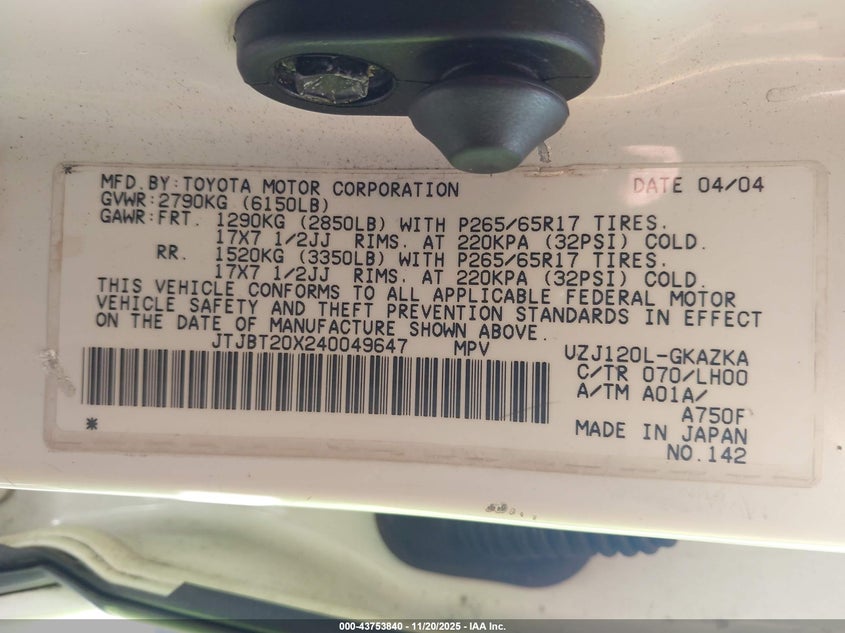 MFD.BY:TOYOTA MOTOR CORPORATION DATE 04/04
GVWR:2790KG (6150LB)
GAWR:FRT. 1290KG (2850LB) WITH P265/65R17 TIRES.
17X7 1/2JJ RIMS. AT 220KPA (32PSI) COLD.
RR. 1520KG (3350LB) WITH P265/65R17 TIRES.
17X7 1/2JJ RIMS. AT 220KPA (32PSI) COLD.
THIS VEHICLE CONFORMS TO ALL APPLICABLE FEDERAL MOTOR
VEHICLE SAFETY AND THEFT PREVENTION STANDARDS IN EFFECT
ON THE DATE OF MANUFACTURE SHOWN ABOVE.
JTJBT20X240049647 MPV UZJ120L-GKAZKA
C/TR 070/LH00
A/TM A01A/
A750F
MADE IN JAPAN
NO.142
000-43753840 - 11/20/2025 - IAA Inc.